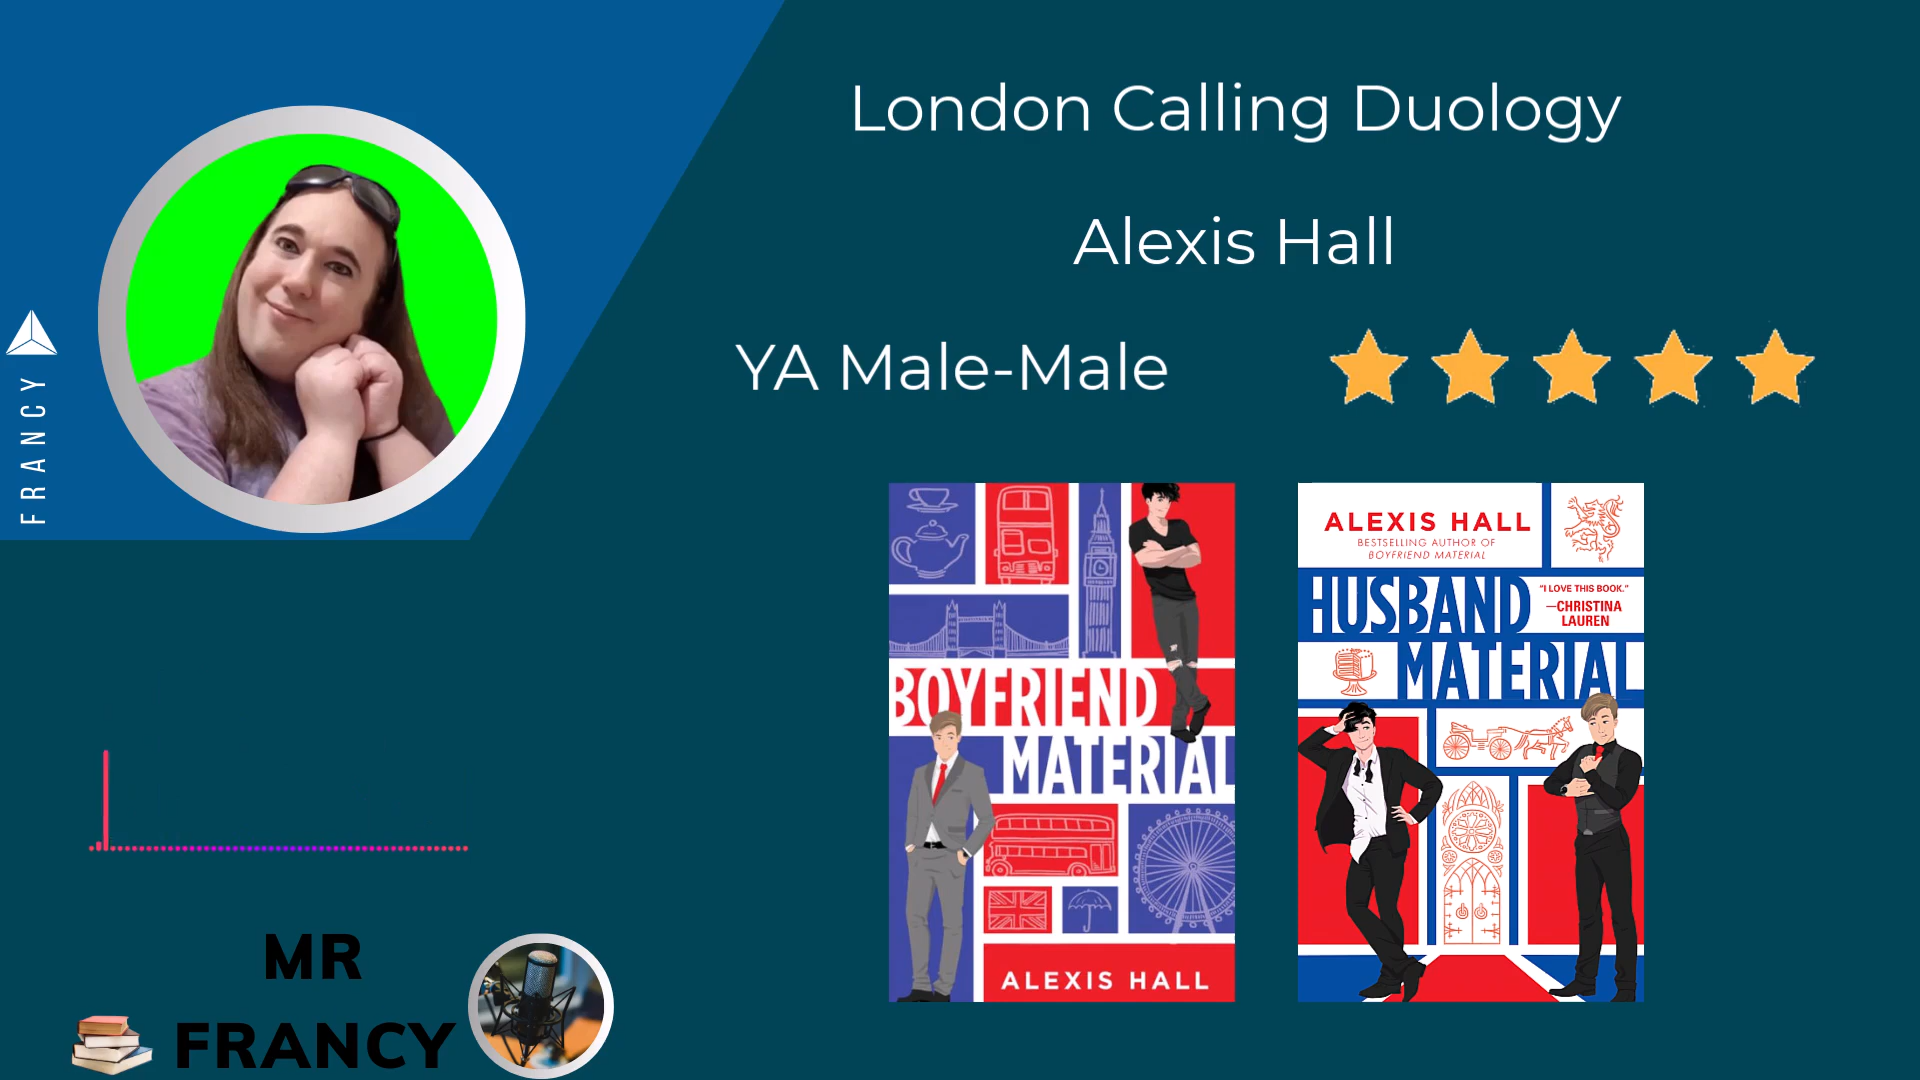 London Calling Duology
Alexis Hall
YA Male-Male
FRANCY
BOYFRIEND
MATERIAL
ALEXIS HALL
ALEXIS HALL
BESTSELLING AUTHOR OF
BOYFRIEND MATERIAL
HUSBAND
"I LOVE THIS BOOK."
—CHRISTINA
LAUREN
MATERIAL
MR
FRANCY